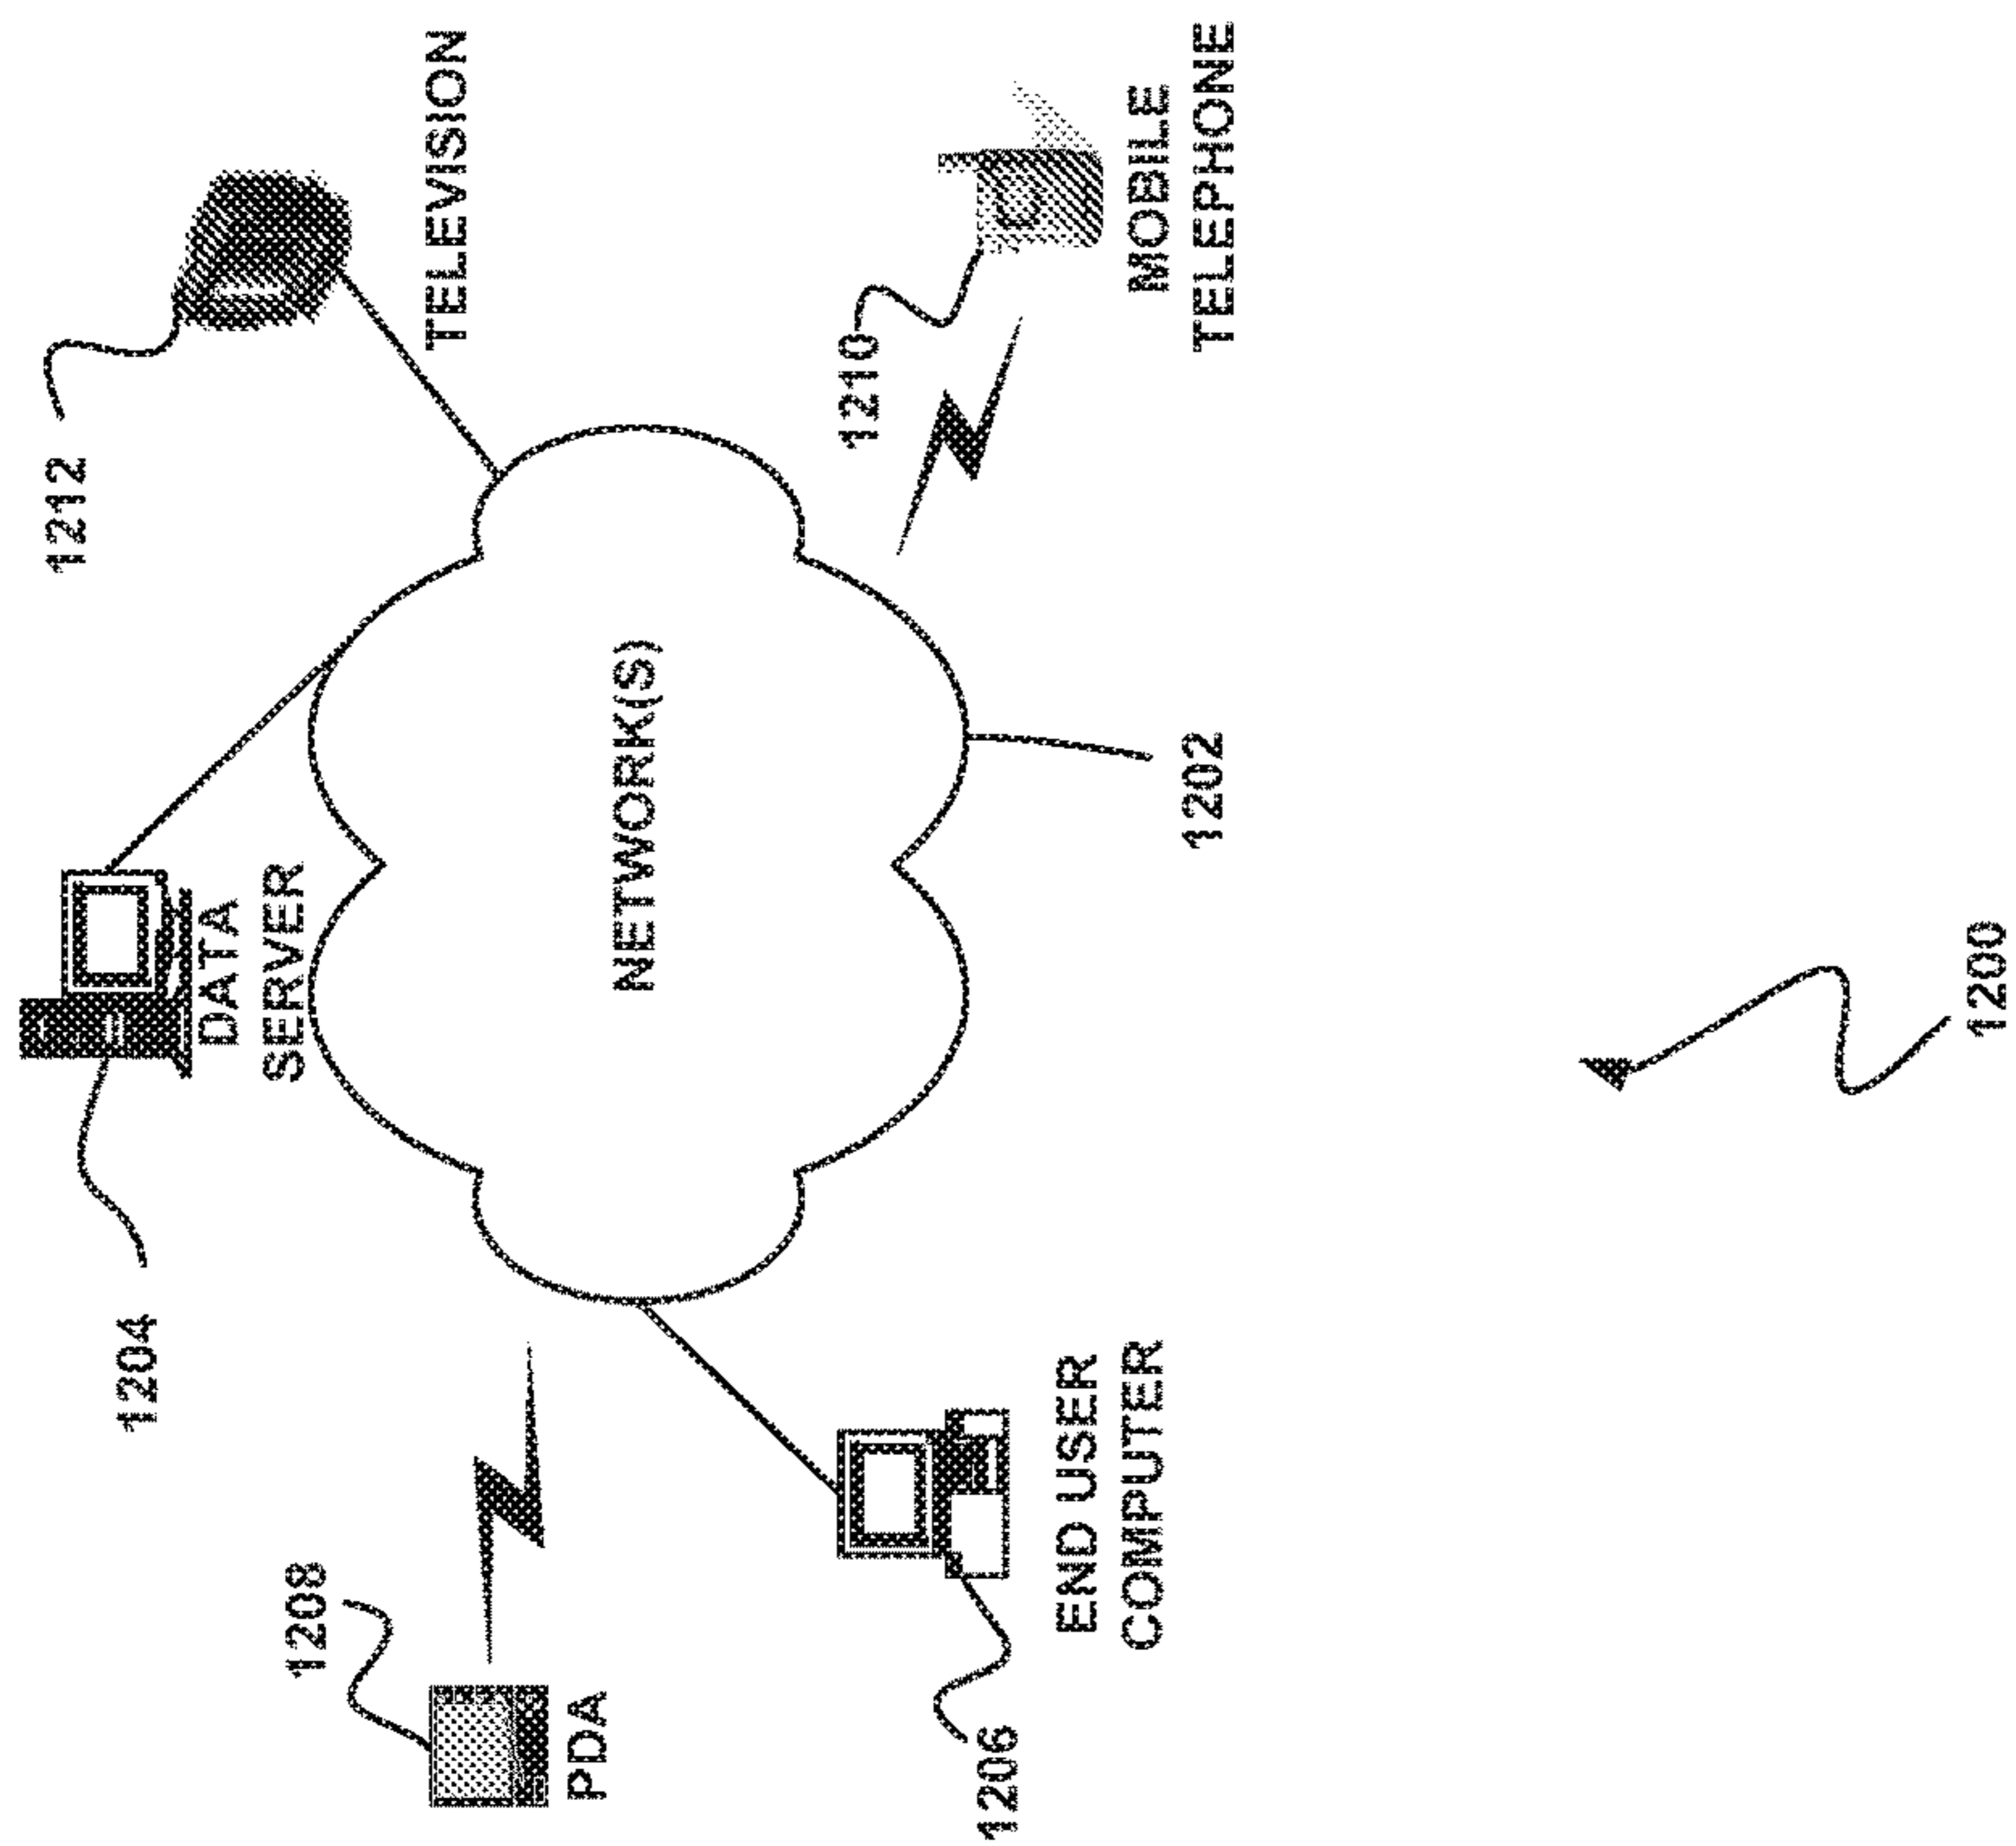 1204
DATA
SERVER
1212
TELEVISION
1208
PDA
NETWORK(S)
1210
MOBILE
TELEPHONE
1206
END USER
COMPUTER
1202
1200